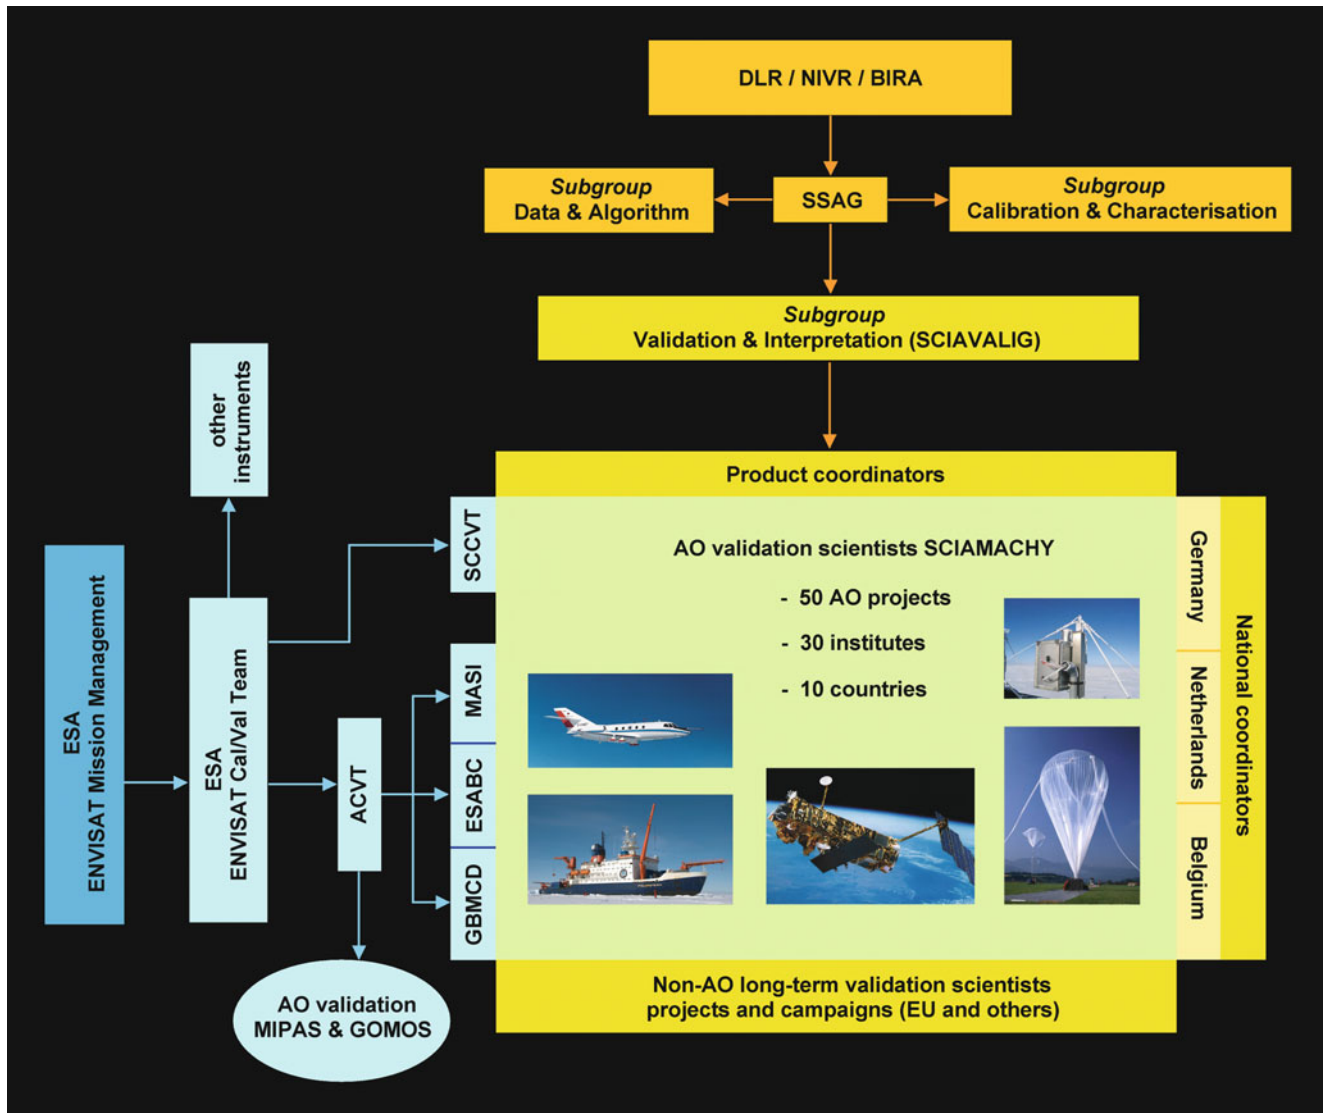 DLR / NIVR / BIRA
Subgroup
Data & Algorithm
SSAG
Subgroup
Calibration & Characterisation
Subgroup
Validation & Interpretation (SCIAVALIG)
other
instruments
Product coordinators
SCCVT
AO validation scientists SCIAMACHY
- 50 AO projects
- 30 institutes
- 10 countries
Germany
Netherlands
Belgium
National coordinators
ESA
ENVISAT Mission Management
ESA
ENVISAT Cal/Val Team
ACVT
MASI
ESABC
GBMCD
AO validation
MIPAS & GOMOS
Non-AO long-term validation scientists
projects and campaigns (EU and others)